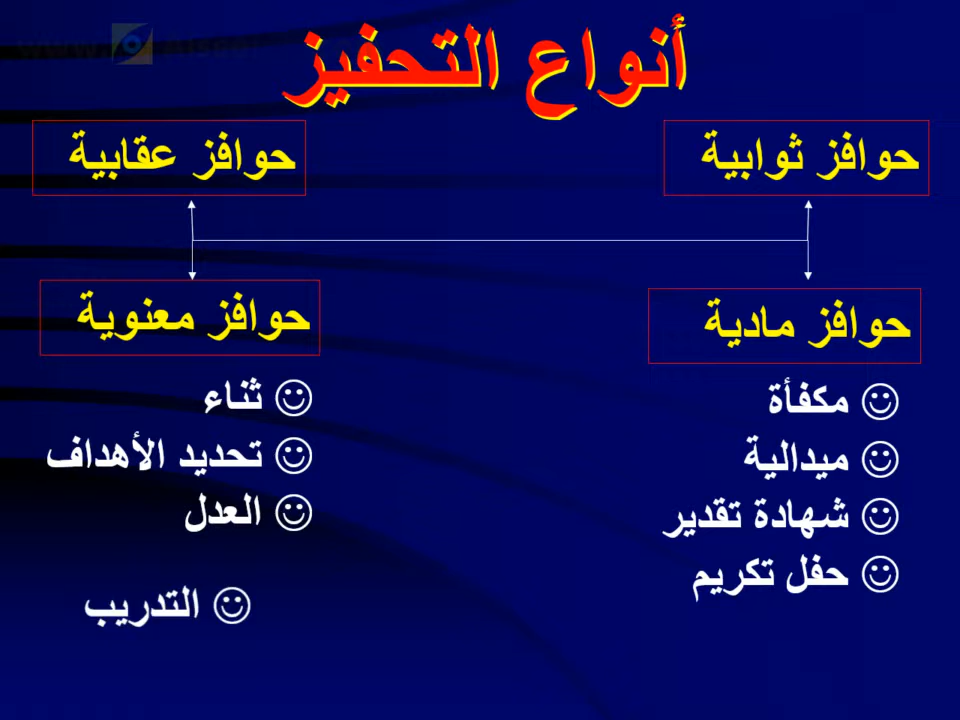 أنواع التحفيز
حوافز ثوابية
حوافز عقابية
حوافز مادية
مكفأة
ميدالية
شهادة تقدير
حفل تكريم
حوافز معنوية
ثناء
تحديد الأهداف
العدل
التدريب